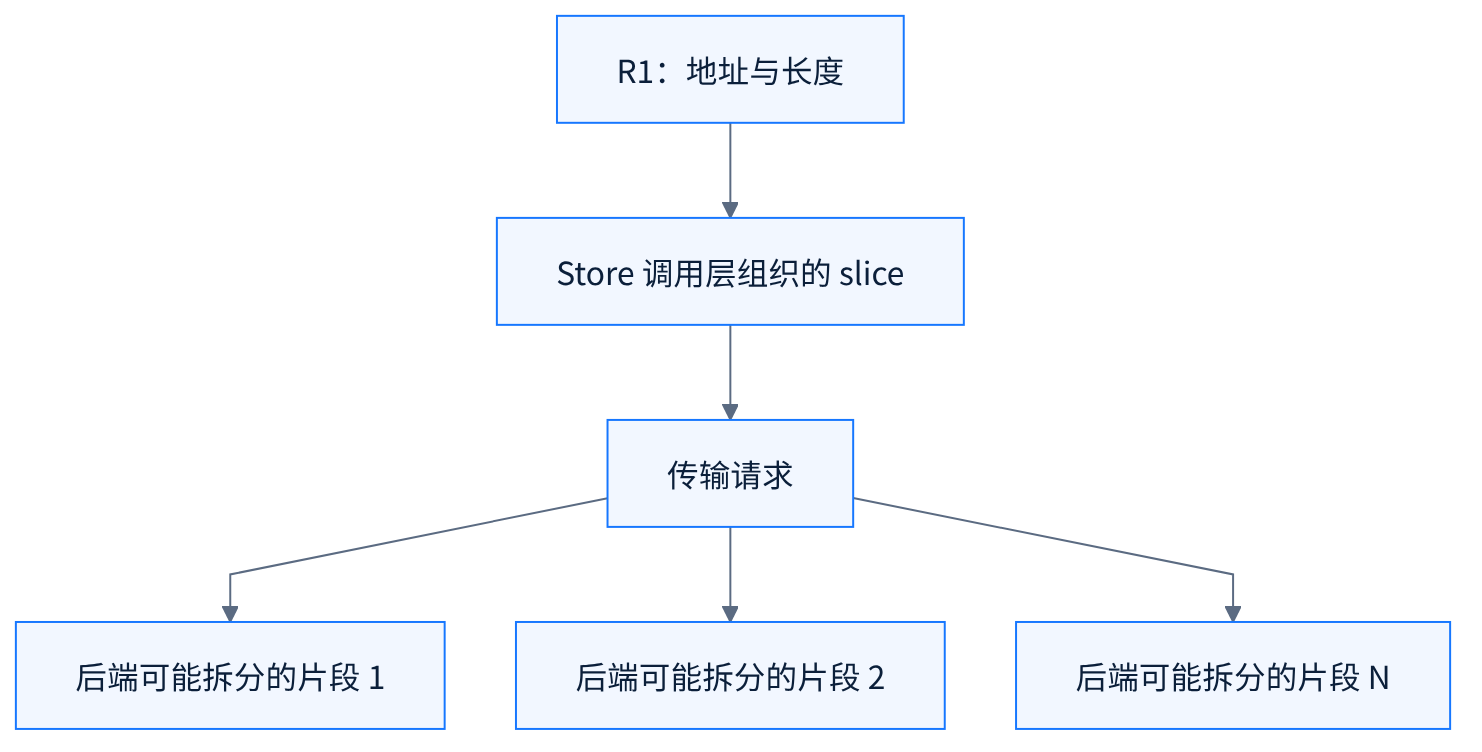 R1：地址与长度
Store 调用层组织的 slice
传输请求
后端可能拆分的片段 1
后端可能拆分的片段 2
后端可能拆分的片段 N